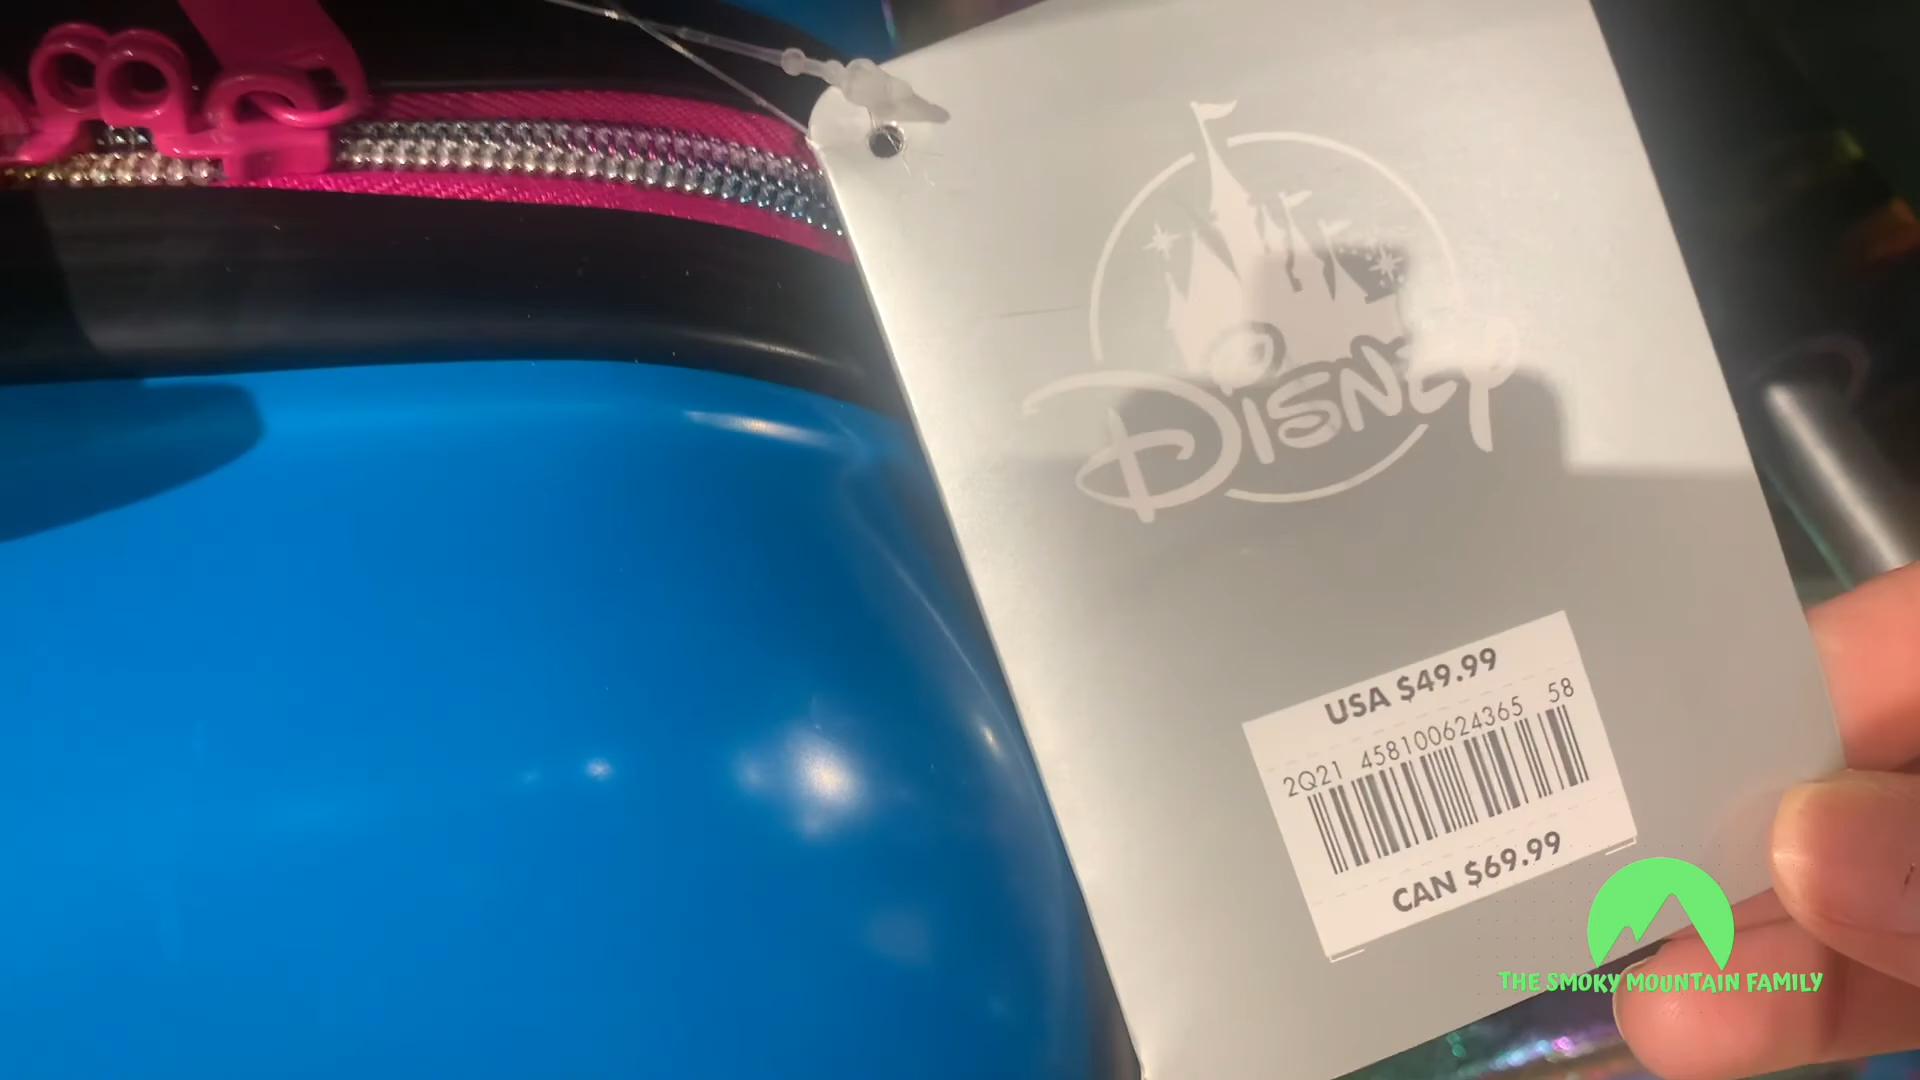 Disney
USA $49.99
2Q21 458100624365 58
CAN $69.99
THE SMOKY MOUNTAIN FAMILY